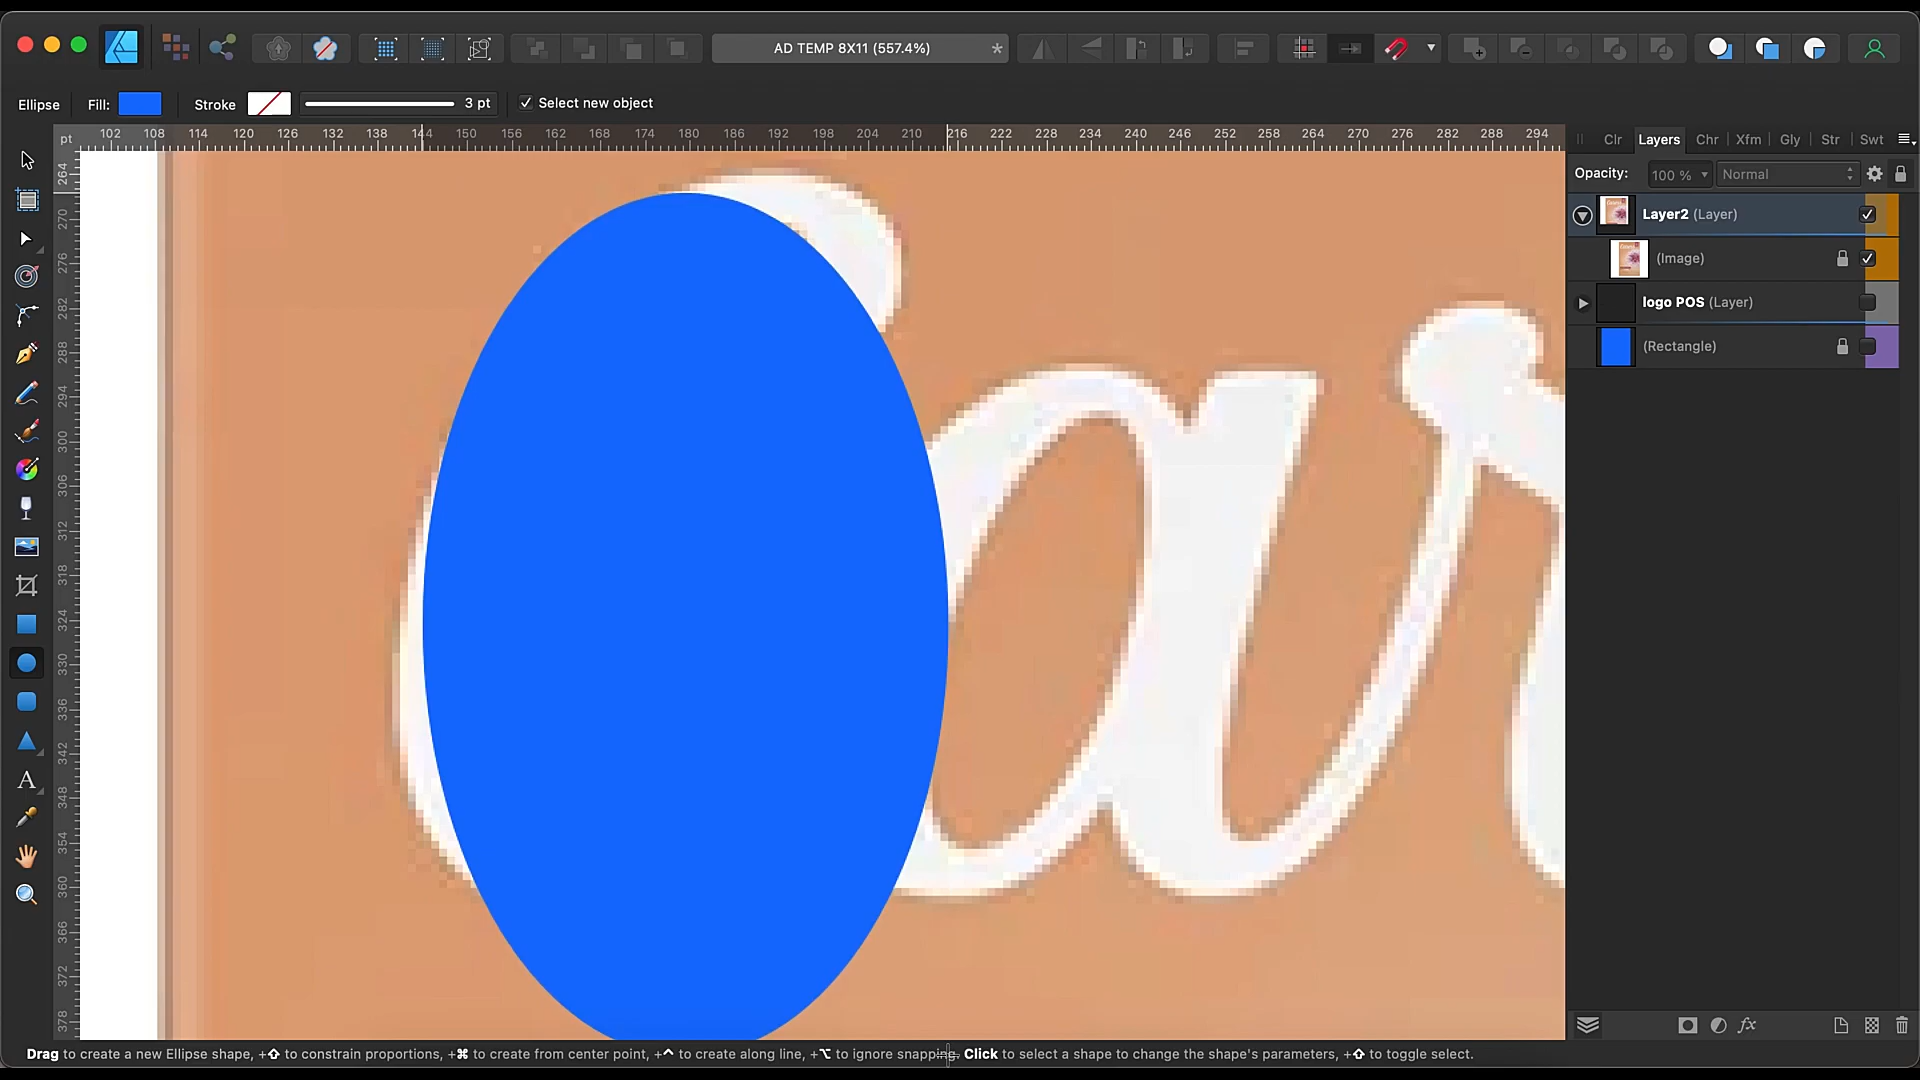 AD TEMP 8X11 (557.4%) *
Ellipse Fill: Stroke 3 pt Select new object
pt 102 108 114 120 126 132 138 144 150 156 162 168 174 180 186 192 198 204 210 216 222 228 234 240 246 252 258 264 270 276 282 288 294
Clr Layers Chr Xfm Gly Str Swt
Opacity: 100 % Normal
Layer2 (Layer)
(Image)
logo POS (Layer)
(Rectangle)
264
270
276
282
288
294
300
306
312
318
324
330
336
342
348
354
360
366
372
378
A
au
fx
Drag to create a new Ellipse shape, +⇧ to constrain proportions, +⌘ to create from center point, +⌃ to create along line, +⌥ to ignore snapping. Click to select a shape to change the shape's parameters, +⇧ to toggle select.